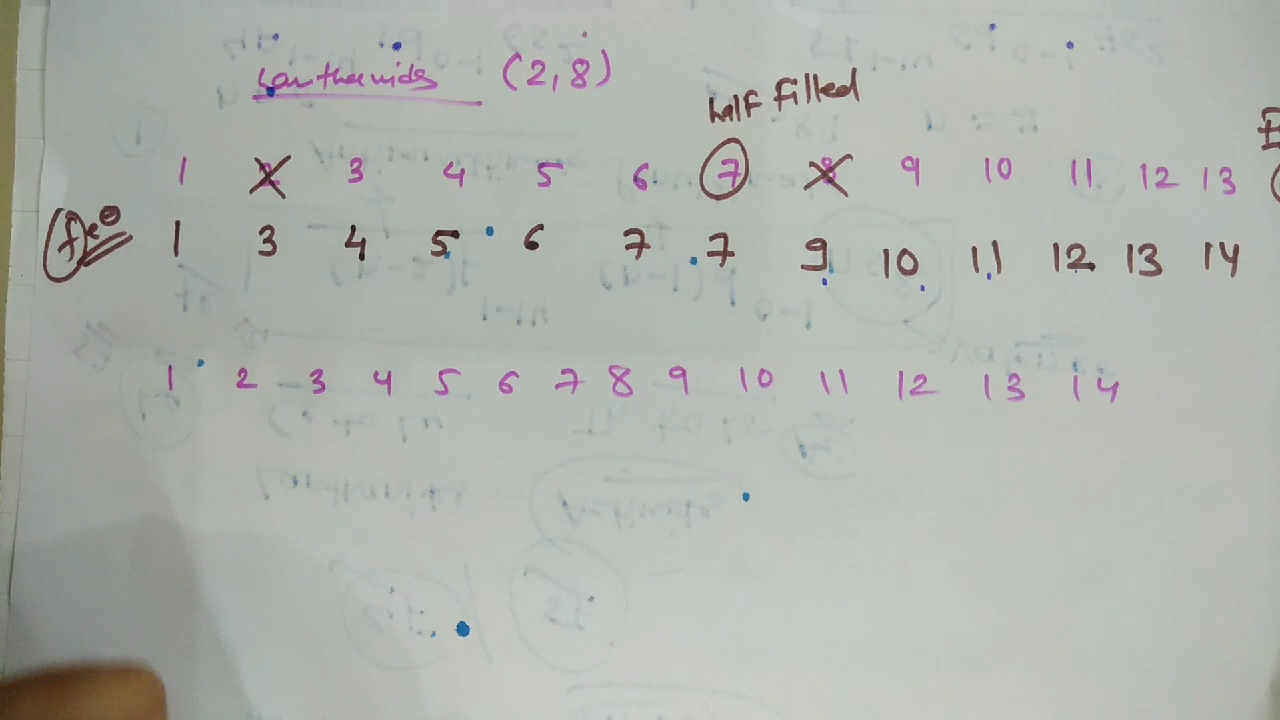 Lanthanides (2,8)
half filled
1 2 3 4 5 6 7 8 9 10 11 12 13
f e⊖ 1 3 4 5 6 7 7 9 10 11 12 13 14
1 2 3 4 5 6 7 8 9 10 11 12 13 14